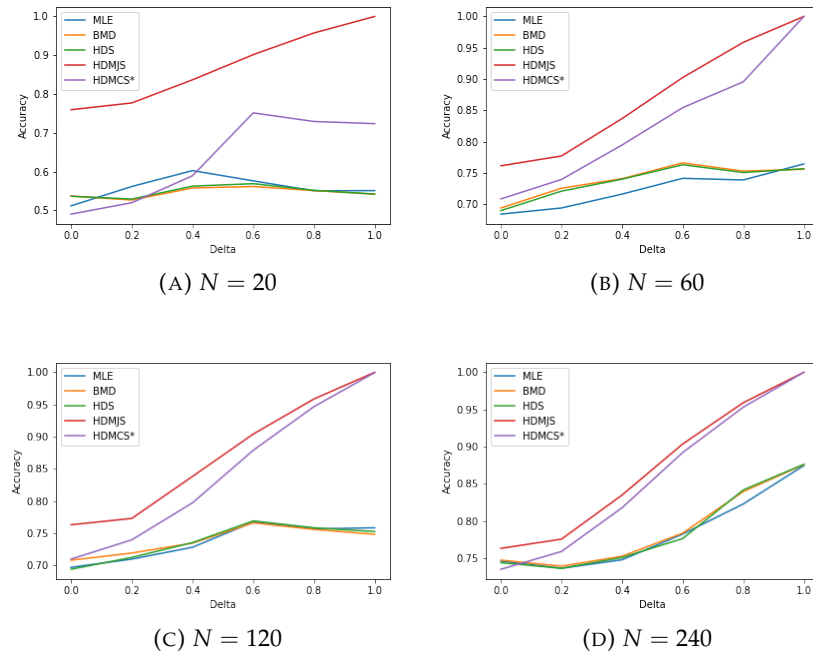 MLE
BMD
HDS
HDMJS
HDMCS*
1.0
0.9
0.8
0.7
0.6
0.5
Accuracy
0.0 0.2 0.4 0.6 0.8 1.0
Delta
(A) N = 20
MLE
BMD
HDS
HDMJS
HDMCS*
1.00
0.95
0.90
0.85
0.80
0.75
0.70
Accuracy
0.0 0.2 0.4 0.6 0.8 1.0
Delta
(B) N = 60
MLE
BMD
HDS
HDMJS
HDMCS*
1.00
0.95
0.90
0.85
0.80
0.75
0.70
Accuracy
0.0 0.2 0.4 0.6 0.8 1.0
Delta
(C) N = 120
MLE
BMD
HDS
HDMJS
HDMCS*
1.00
0.95
0.90
0.85
0.80
0.75
Accuracy
0.0 0.2 0.4 0.6 0.8 1.0
Delta
(D) N = 240